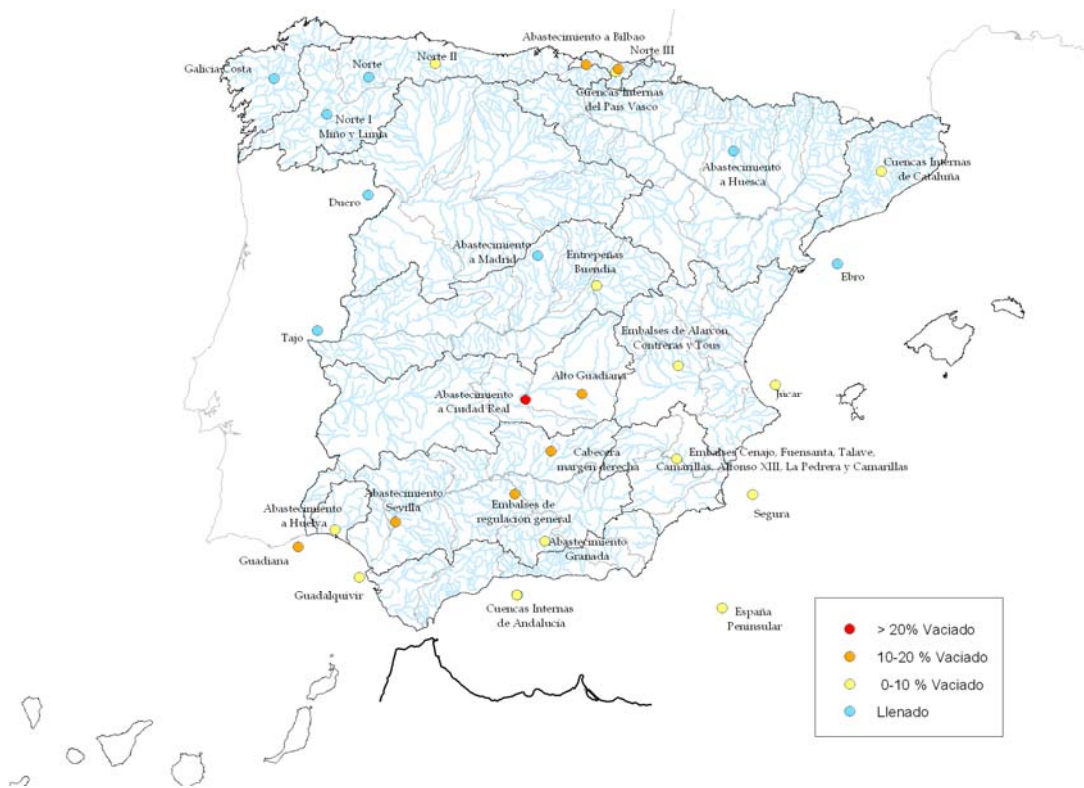 Abastecimiento a Bilbao
Norte III
Norte II
Norte
Galicia Costa
Cuencas Internas
del País Vasco
Norte I
Miño y Limia
Abastecimiento
a Huesca
Cuencas Internas
de Cataluña
Duero
Abastecimiento
a Madrid
Entrepeñas
Buendía
Ebro
Tajo
Embalses de Alarcon,
Contreras y Tous
Alto Guadiana
Júcar
Abastecimiento
a Ciudad Real
Cabecera
margen derecha
Embalses Cenajo, Fuensanta, Talave,
Camarillas, Alfonso XIII, La Pedrera y Camarillas
Abastecimiento
Sevilla
Embalses de
regulación general
Segura
Abastecimiento
a Huelva
Abastecimiento
Granada
Guadiana
Guadalquivir
Cuencas Internas
de Andalucía
España
Peninsular
> 20% Vaciado
10-20 % Vaciado
0-10 % Vaciado
Llenado